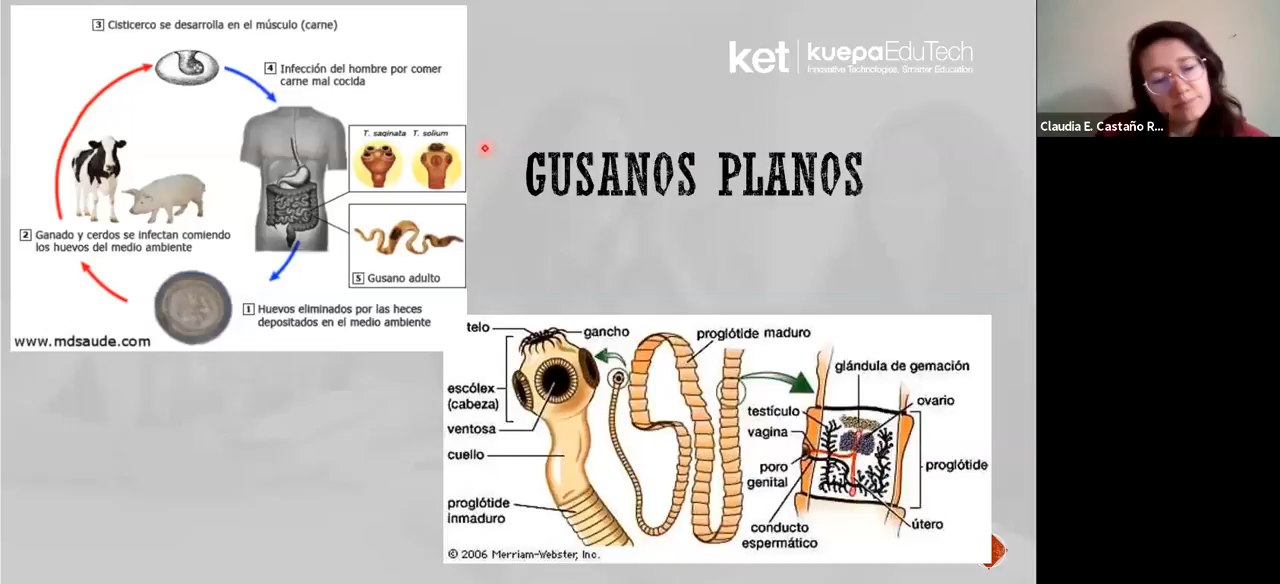 3 Cisticerco se desarrolla en el músculo (carne)
4 Infección del hombre por comer
carne mal cocida
T. saginata T. solium
2 Ganado y cerdos se infectan comiendo
los huevos del medio ambiente
5 Gusano adulto
1 Huevos eliminados por las heces
depositados en el medio ambiente
www.mdsaude.com
ket kuepaEduTech
Innovative Technologies, Smarter Education
GUSANOS PLANOS
Claudia E. Castaño R...
telo
gancho
proglótide maduro
glándula de gemación
escólex
(cabeza)
ovario
testículo
ventosa
vagina
cuello
poro
genital
proglótide
proglótide
inmaduro
útero
conducto
espermático
© 2006 Merriam-Webster, Inc.